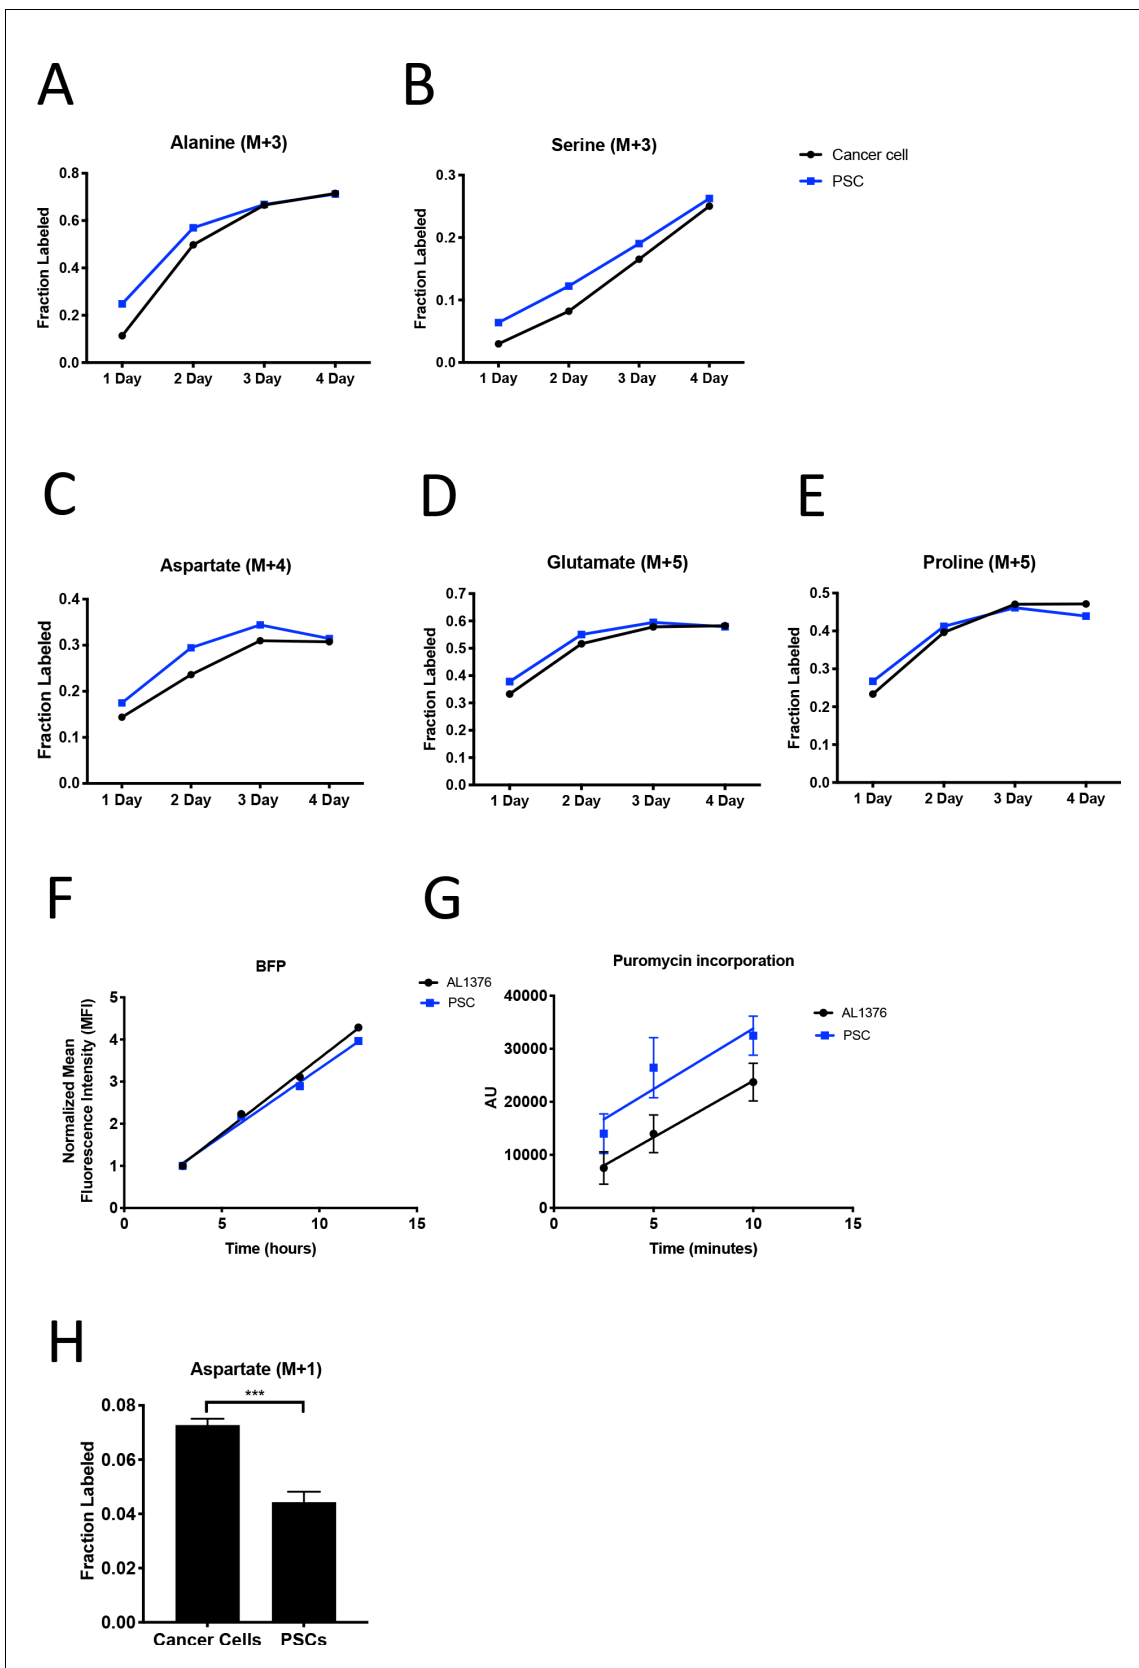 A
B
Alanine (M+3)
Serine (M+3)
Cancer cell
PSC
Fraction Labeled
0.8
0.6
0.4
0.2
0.0
1 Day 2 Day 3 Day 4 Day
Fraction Labeled
0.3
0.2
0.1
0.0
1 Day 2 Day 3 Day 4 Day
C
D
E
Aspartate (M+4)
Glutamate (M+5)
Proline (M+5)
Fraction Labeled
0.4
0.3
0.2
0.1
0.0
1 Day 2 Day 3 Day 4 Day
Fraction Labeled
0.7
0.6
0.5
0.4
0.3
0.2
0.1
0.0
1 Day 2 Day 3 Day 4 Day
Fraction Labeled
0.5
0.4
0.3
0.2
0.1
0.0
1 Day 2 Day 3 Day 4 Day
F
G
BFP
AL1376
PSC
Normalized Mean
Fluorescence Intensity (MFI)
5
4
3
2
1
0
0 5 10 15
Time (hours)
Puromycin incorporation
AL1376
PSC
AU
40000
30000
20000
10000
0
0 5 10 15
Time (minutes)
H
Aspartate (M+1)
***
Fraction Labeled
0.08
0.06
0.04
0.02
0.00
Cancer Cells PSCs